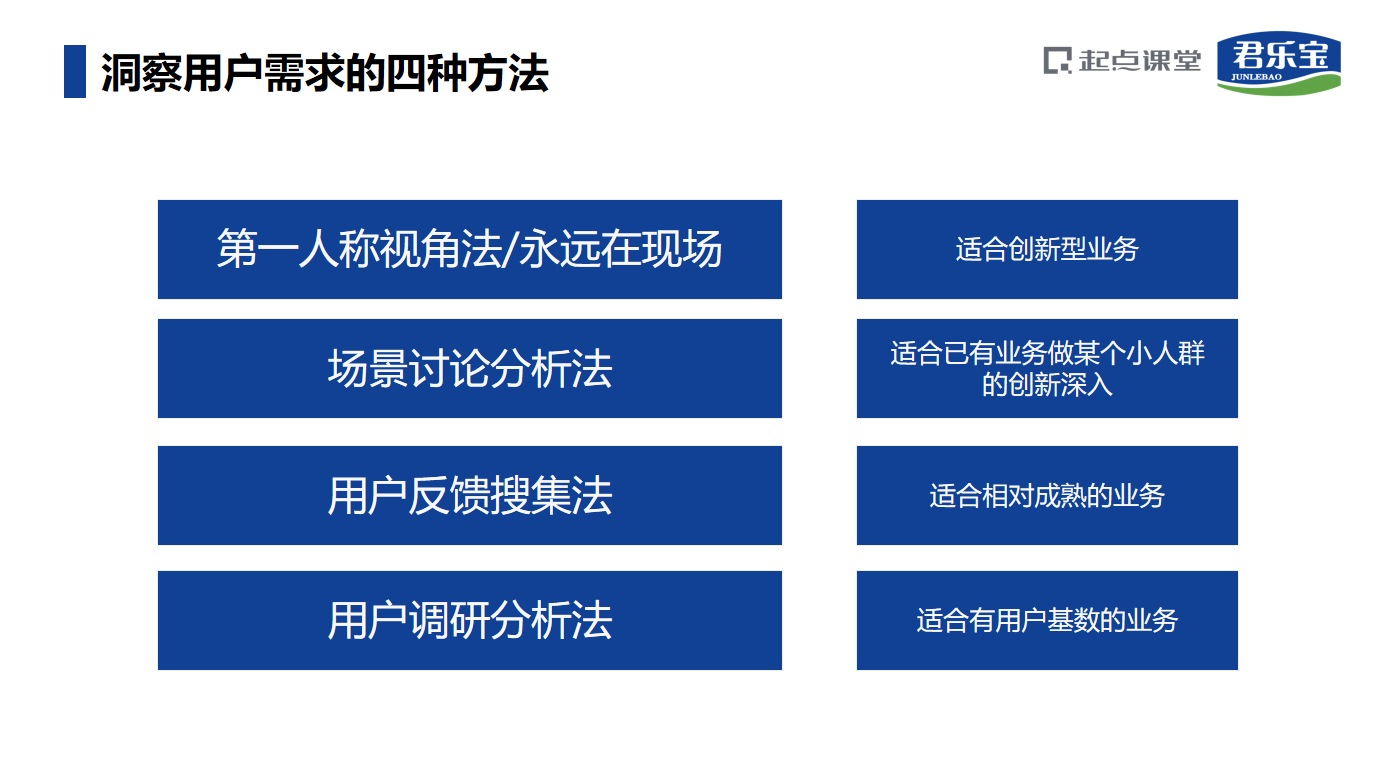 洞察用户需求的四种方法
起点课堂
君乐宝
JUNLEBAO
第一人称视角法/永远在现场
适合创新型业务
场景讨论分析法
适合已有业务做某个小人群
的创新深入
用户反馈搜集法
适合相对成熟的业务
用户调研分析法
适合有用户基数的业务